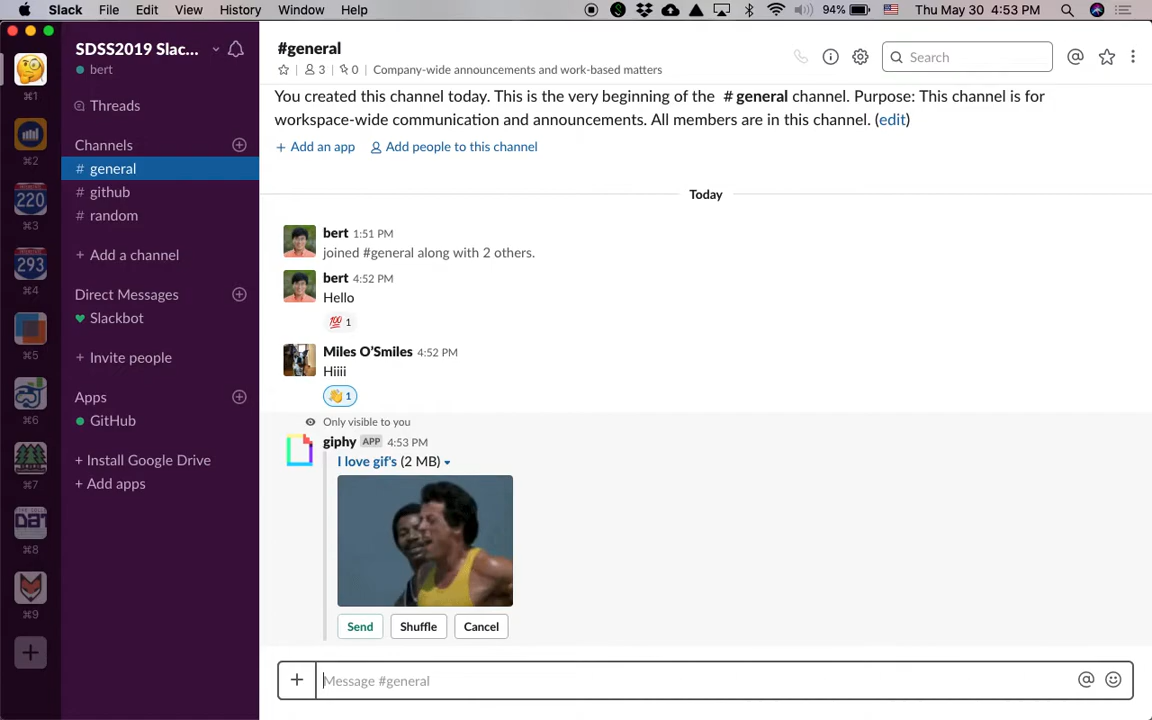 Slack File Edit View History Window Help 94% Thu May 30 4:53 PM
SDSS2019 Slac...
bert
Threads
Channels
# general
# github
# random
+ Add a channel
Direct Messages
Slackbot
+ Invite people
Apps
GitHub
+ Install Google Drive
+ Add apps
⌘1
⌘2
220
⌘3
293
⌘4
⌘5
⌘6
⌘7
⌘8
⌘9
#general
3 0 Company-wide announcements and work-based matters
Search
You created this channel today. This is the very beginning of the # general channel. Purpose: This channel is for
workspace-wide communication and announcements. All members are in this channel. (edit)
+ Add an app Add people to this channel
Today
bert 1:51 PM
joined #general along with 2 others.
bert 4:52 PM
Hello
💯 1
Miles O'Smiles 4:52 PM
Hiiii
👋 1
Only visible to you
giphy APP 4:53 PM
I love gif's (2 MB)
Send Shuffle Cancel
Message #general